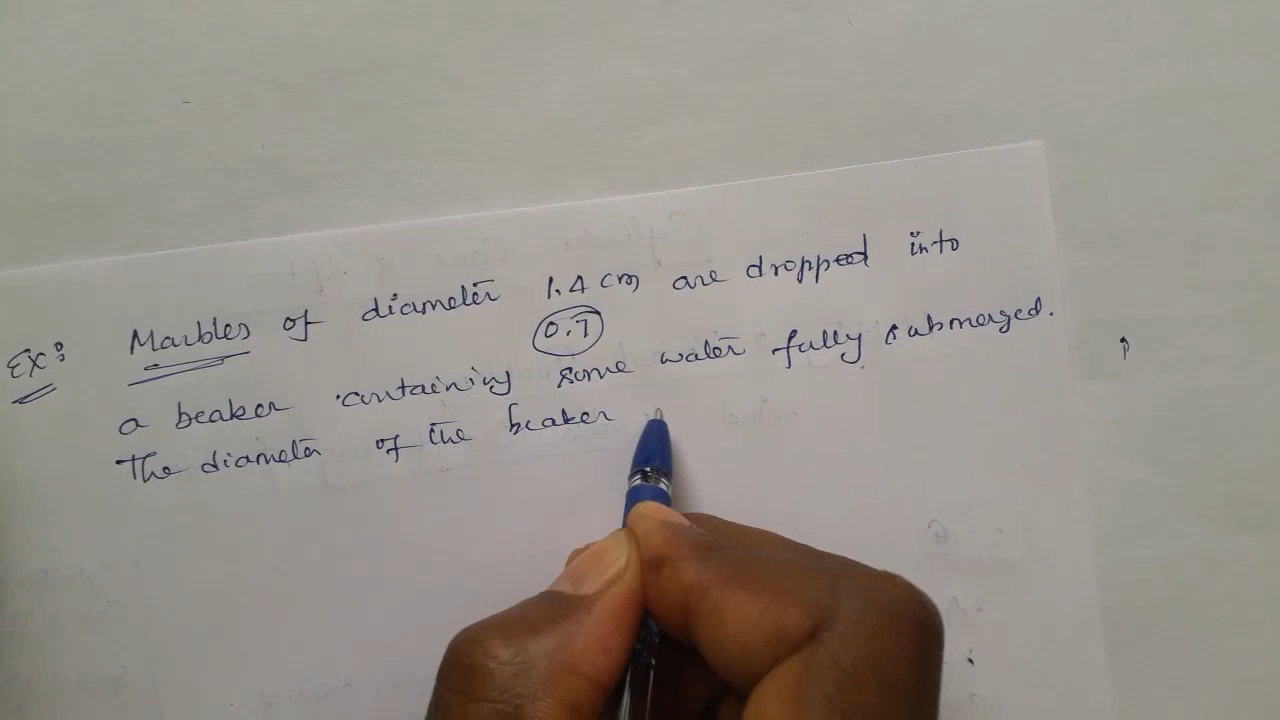 Ex: Marbles of diameter 1.4 cm are dropped into
0.7
a beaker containing some water fully submerged.
The diameter of the beaker